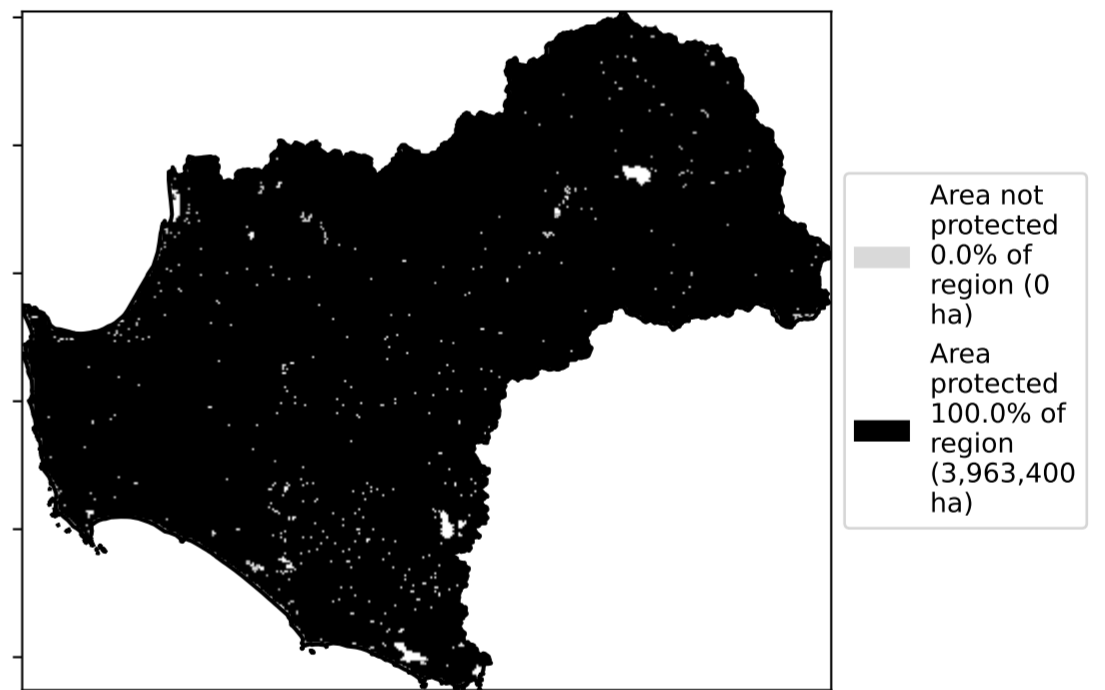 Area not
protected
0.0% of
region (0
ha)
Area
protected
100.0% of
region
(3,963,400
ha)